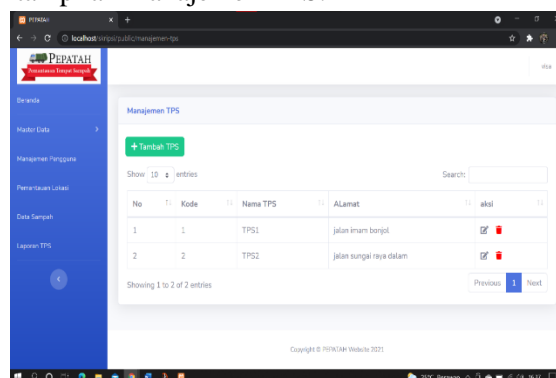 PEPATAH
localhost/skripsi/public/manajemen-tps
PEPATAH
Pemantauan Tempat Sampah
Beranda
Master Data
Manajemen Pengguna
Pemantauan Lokasi
Data Sampah
Laporan TPS
Manajemen TPS
+ Tambah TPS
Show 10 entries
Search:
No Kode Nama TPS ALamat aksi
1 1 TPS1 jalan imam bonjol
2 2 TPS2 jalan sungai raya dalam
Showing 1 to 2 of 2 entries
Previous 1 Next
Copyright © PEPATAH Website 2021